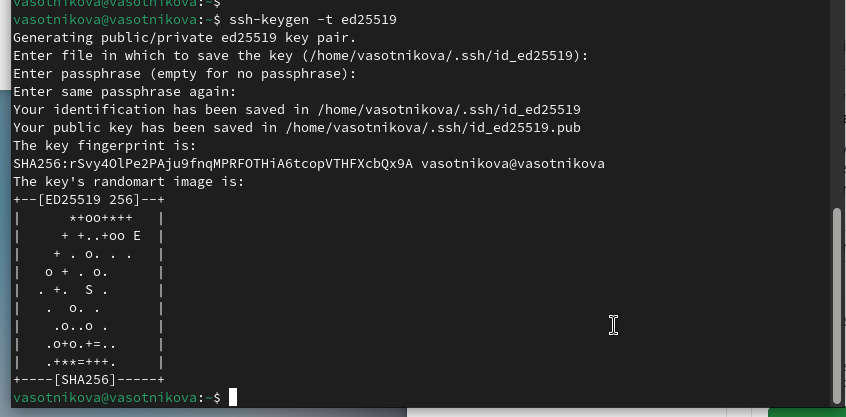 vasotnikova@vasotnikova:~$
vasotnikova@vasotnikova:~$ ssh-keygen -t ed25519
Generating public/private ed25519 key pair.
Enter file in which to save the key (/home/vasotnikova/.ssh/id_ed25519):
Enter passphrase (empty for no passphrase):
Enter same passphrase again:
Your identification has been saved in /home/vasotnikova/.ssh/id_ed25519
Your public key has been saved in /home/vasotnikova/.ssh/id_ed25519.pub
The key fingerprint is:
SHA256:rSvy4OlPe2PAju9fnqMPRFOTHiA6tcopVTHFXcbQx9A vasotnikova@vasotnikova
The key's randomart image is:
+--[ED25519 256]--+
|      *+oo+*++   |
|     + +..+oo E  |
|    + . o. . .   |
|   o + . o.      |
|  . +.  S .      |
|   .  o. .       |
|    .o..o .      |
|   .o+o.+=..     |
|   .+**=+++.     |
+----[SHA256]-----+
vasotnikova@vasotnikova:~$